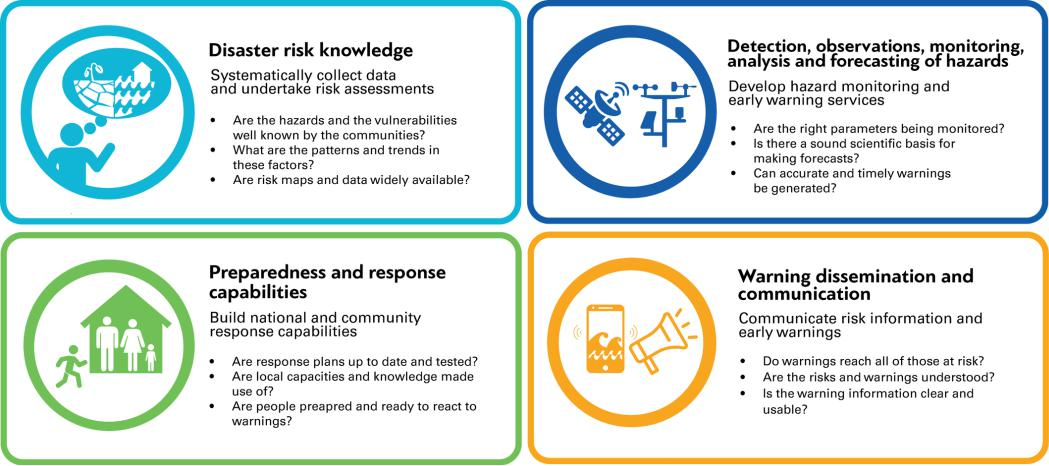 Disaster risk knowledge
Systematically collect data
and undertake risk assessments
• Are the hazards and the vulnerabilities
well known by the communities?
• What are the patterns and trends in
these factors?
• Are risk maps and data widely available?
Detection, observations, monitoring,
analysis and forecasting of hazards
Develop hazard monitoring and
early warning services
• Are the right parameters being monitored?
• Is there a sound scientific basis for
making forecasts?
• Can accurate and timely warnings
be generated?
Preparedness and response
capabilities
Build national and community
response capabilities
• Are response plans up to date and tested?
• Are local capacities and knowledge made
use of?
• Are people preapred and ready to react to
warnings?
Warning dissemination and
communication
Communicate risk information and
early warnings
• Do warnings reach all of those at risk?
• Are the risks and warnings understood?
• Is the warning information clear and
usable?